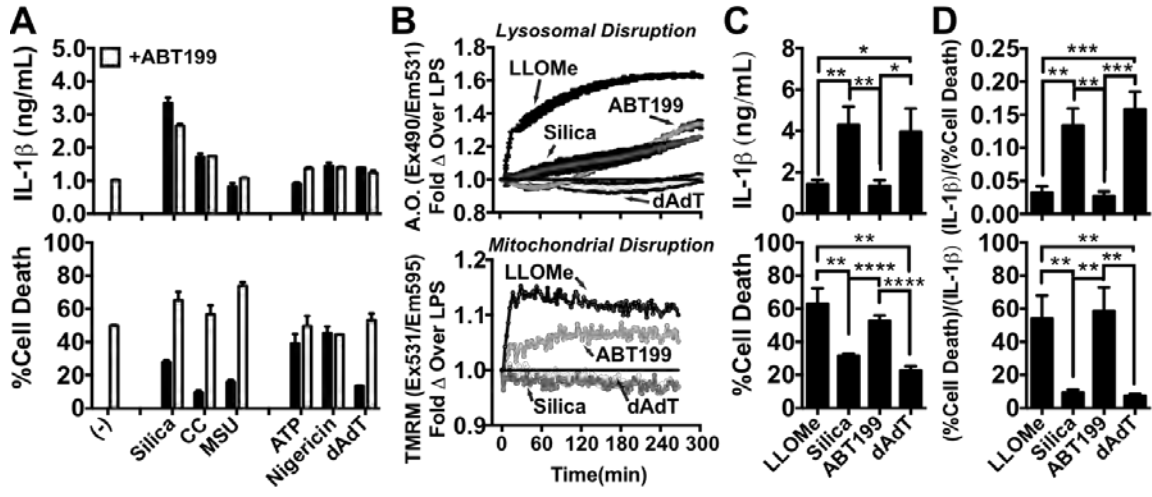 A
IL-1β (ng/mL)
5.0
4.0
3.0
2.0
1.0
0.0
+ABT199
%Cell Death
100
80
60
40
20
0
(-)
Silica
CC
MSU
ATP
Nigericin
dAdT
B
Lysosomal Disruption
A.O. (Ex490/Em531)
Fold Δ Over LPS
1.8
1.6
1.4
1.2
1.0
0.8
LLOMe
ABT199
Silica
dAdT
Mitochondrial Disruption
TMRM (Ex531/Em595)
Fold Δ Over LPS
1.2
1.1
1.0
0.9
LLOMe
ABT199
Silica
dAdT
0 60 120 180 240 300
Time(min)
C
IL-1β (ng/mL)
8
6
4
2
0
*
** ** *
%Cell Death
100
80
60
40
20
0
**
** **** ****
LLOMe
Silica
ABT199
dAdT
D
(IL-1β)/(%Cell Death)
0.25
0.20
0.15
0.10
0.05
0.00
***
** ** ***
(%Cell Death)/(IL-1β)
100
80
60
40
20
0
**
** ** **
LLOMe
Silica
ABT199
dAdT